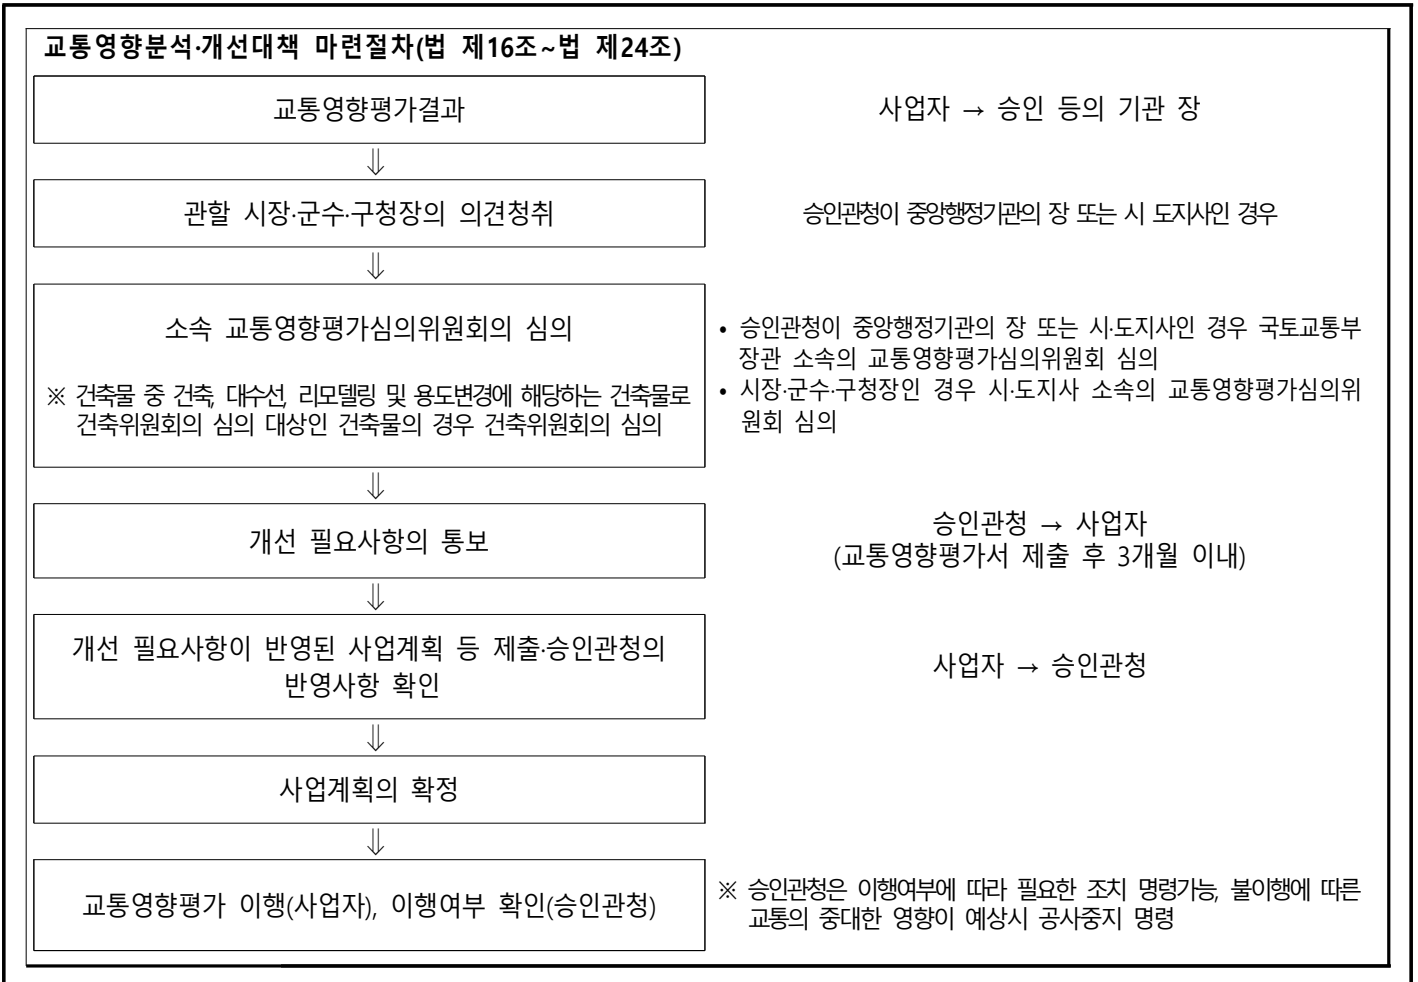 교통영향분석·개선대책 마련절차(법 제16조~법 제24조)
교통영향평가결과
사업자 → 승인 등의 기관 장
⇓
관할 시장·군수·구청장의 의견청취
승인관청이 중앙행정기관의 장 또는 시 도지사인 경우
⇓
소속 교통영향평가심의위원회의 심의
※ 건축물 중 건축, 대수선, 리모델링 및 용도변경에 해당하는 건축물로
건축위원회의 심의 대상인 건축물의 경우 건축위원회의 심의
• 승인관청이 중앙행정기관의 장 또는 시·도지사인 경우 국토교통부
장관 소속의 교통영향평가심의위원회 심의
• 시장·군수·구청장인 경우 시·도지사 소속의 교통영향평가심의위
원회 심의
⇓
개선 필요사항의 통보
승인관청 → 사업자
(교통영향평가서 제출 후 3개월 이내)
⇓
개선 필요사항이 반영된 사업계획 등 제출·승인관청의
반영사항 확인
사업자 → 승인관청
⇓
사업계획의 확정
⇓
교통영향평가 이행(사업자), 이행여부 확인(승인관청)
※ 승인관청은 이행여부에 따라 필요한 조치 명령가능, 불이행에 따른
교통의 중대한 영향이 예상시 공사중지 명령